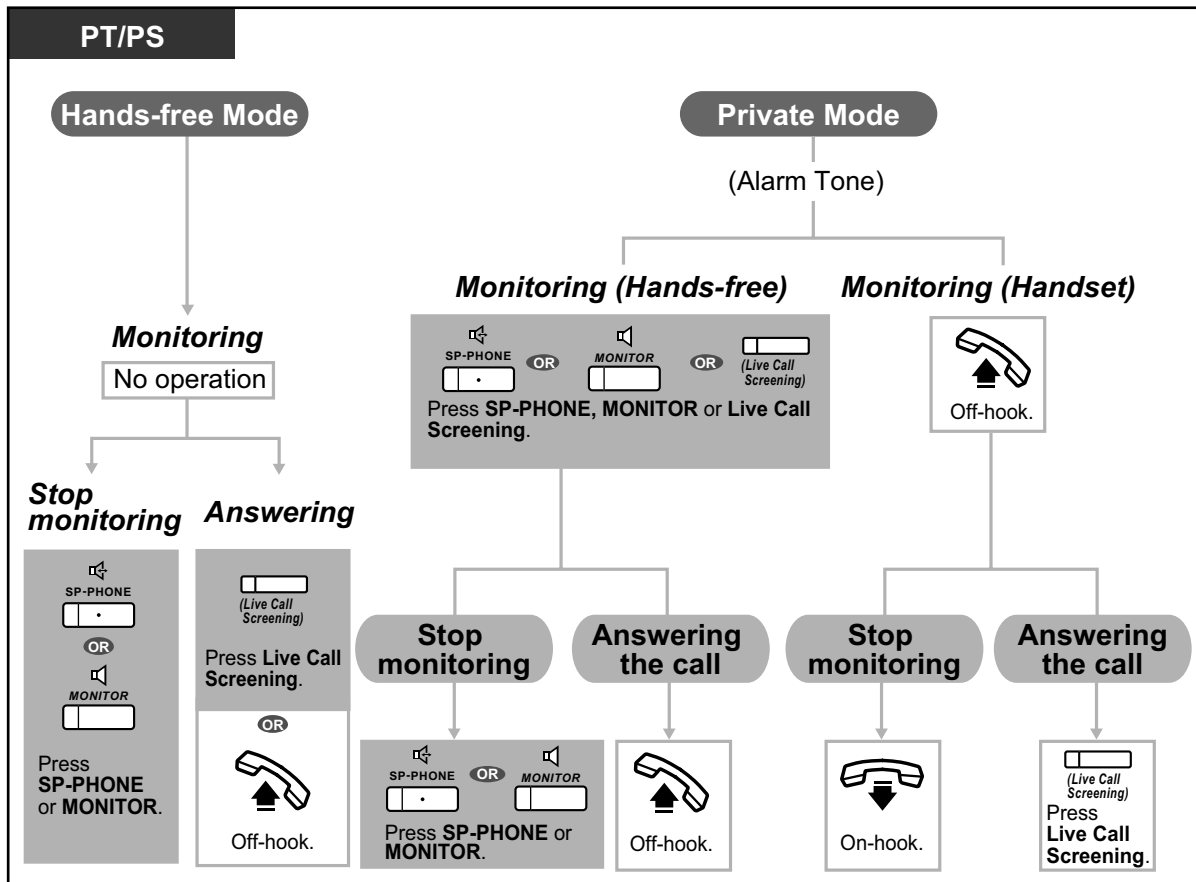 PT/PS
Hands-free Mode
Monitoring
No operation
Stop
monitoring
SP-PHONE
OR
MONITOR
Press
SP-PHONE
or MONITOR.
Answering
(Live Call
Screening)
Press Live Call
Screening.
OR
Off-hook.
Private Mode
(Alarm Tone)
Monitoring (Hands-free)
SP-PHONE
OR
MONITOR
OR
(Live Call
Screening)
Press SP-PHONE, MONITOR or Live Call
Screening.
Stop
monitoring
SP-PHONE
OR
MONITOR
Press SP-PHONE or
MONITOR.
Answering
the call
Off-hook.
Monitoring (Handset)
Off-hook.
Stop
monitoring
On-hook.
Answering
the call
(Live Call
Screening)
Press
Live Call
Screening.